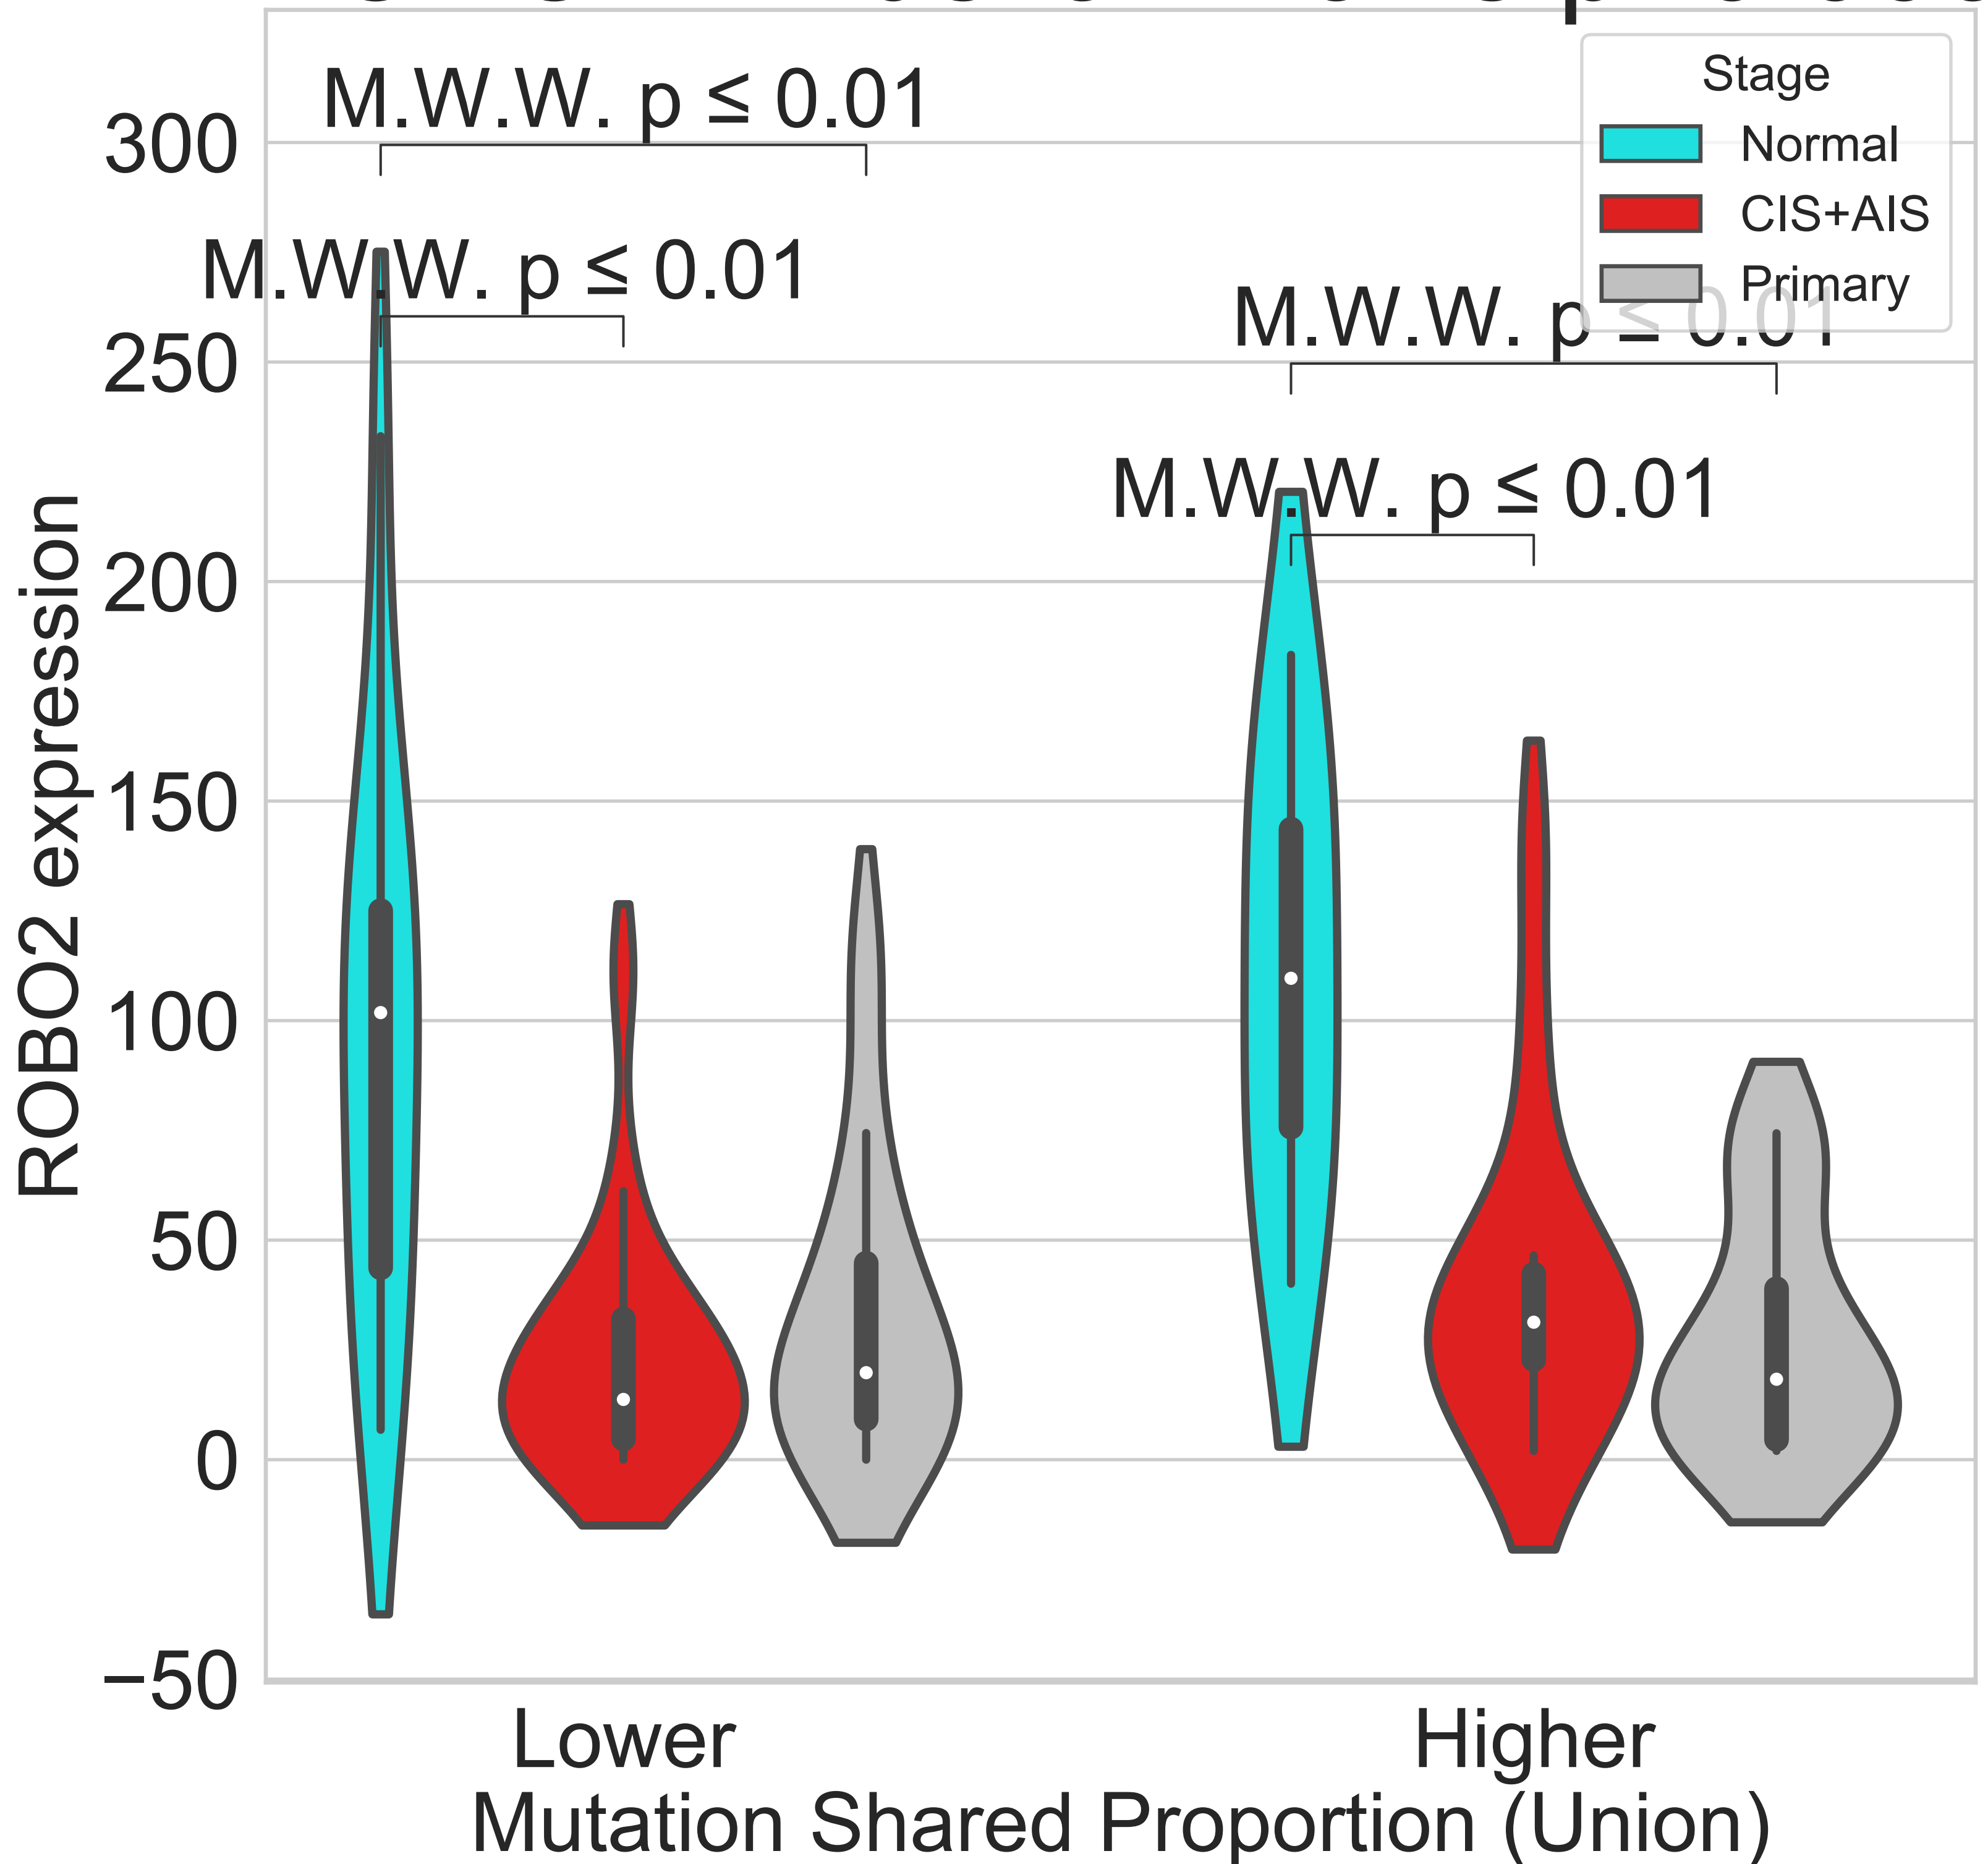 M.W.W. p ≤ 0.01
M.W.W. p ≤ 0.01
M.W.W. p ≤ 0.01
M.W.W. p ≤ 0.01
Stage
Normal
CIS+AIS
Primary
ROBO2 expression
300
250
200
150
100
50
0
−50
Lower
Higher
Mutation Shared Proportion (Union)